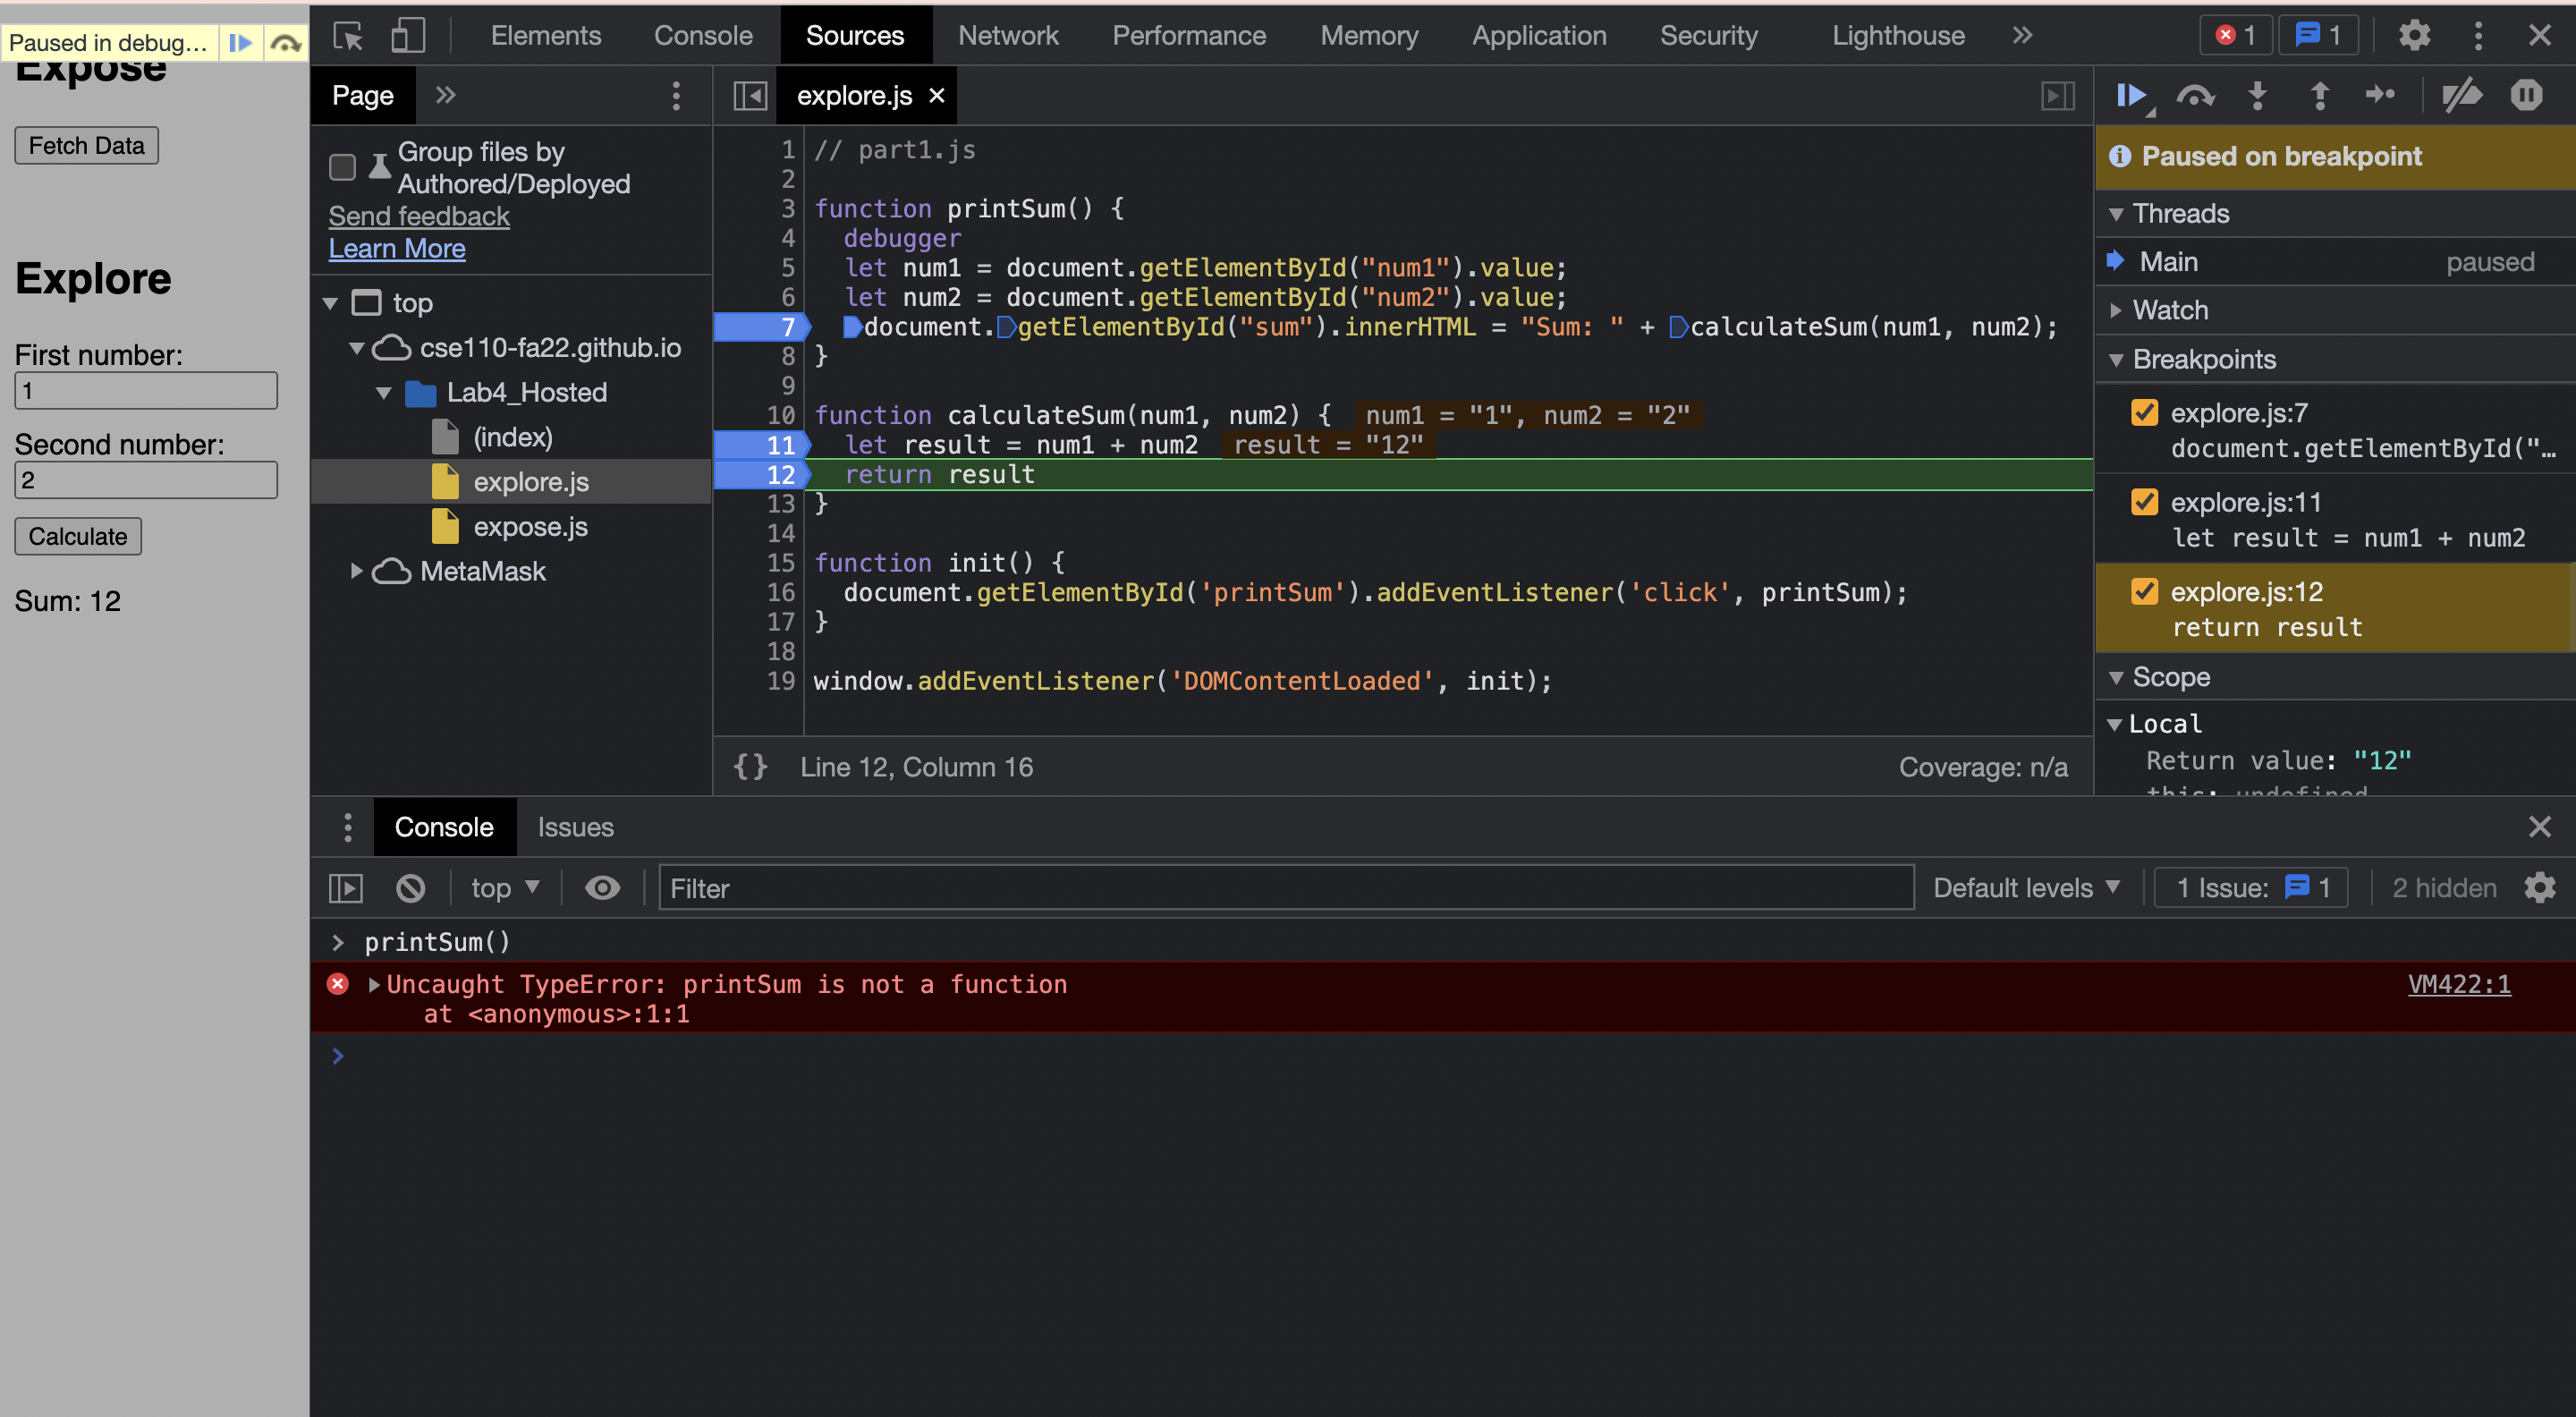 Paused in debug...
Expose
Fetch Data
Explore
First number:
1
Second number:
2
Calculate
Sum: 12
Elements Console Sources Network Performance Memory Application Security Lighthouse » 1 1
Page »
Group files by
Authored/Deployed
Send feedback
Learn More
top
cse110-fa22.github.io
Lab4_Hosted
(index)
explore.js
expose.js
MetaMask
explore.js ×
1 // part1.js
2
3 function printSum() {
4   debugger
5   let num1 = document.getElementById("num1").value;
6   let num2 = document.getElementById("num2").value;
7   document.getElementById("sum").innerHTML = "Sum: " + calculateSum(num1, num2);
8 }
9
10 function calculateSum(num1, num2) { num1 = "1", num2 = "2"
11   let result = num1 + num2 result = "12"
12   return result
13 }
14
15 function init() {
16   document.getElementById('printSum').addEventListener('click', printSum);
17 }
18
19 window.addEventListener('DOMContentLoaded', init);
{} Line 12, Column 16 Coverage: n/a
Paused on breakpoint
Threads
Main paused
Watch
Breakpoints
explore.js:7
document.getElementById("…
explore.js:11
let result = num1 + num2
explore.js:12
return result
Scope
Local
Return value: "12"
this: undefined
Console Issues
top Filter Default levels 1 Issue: 1 2 hidden
> printSum()
Uncaught TypeError: printSum is not a function VM422:1
at <anonymous>:1:1
>